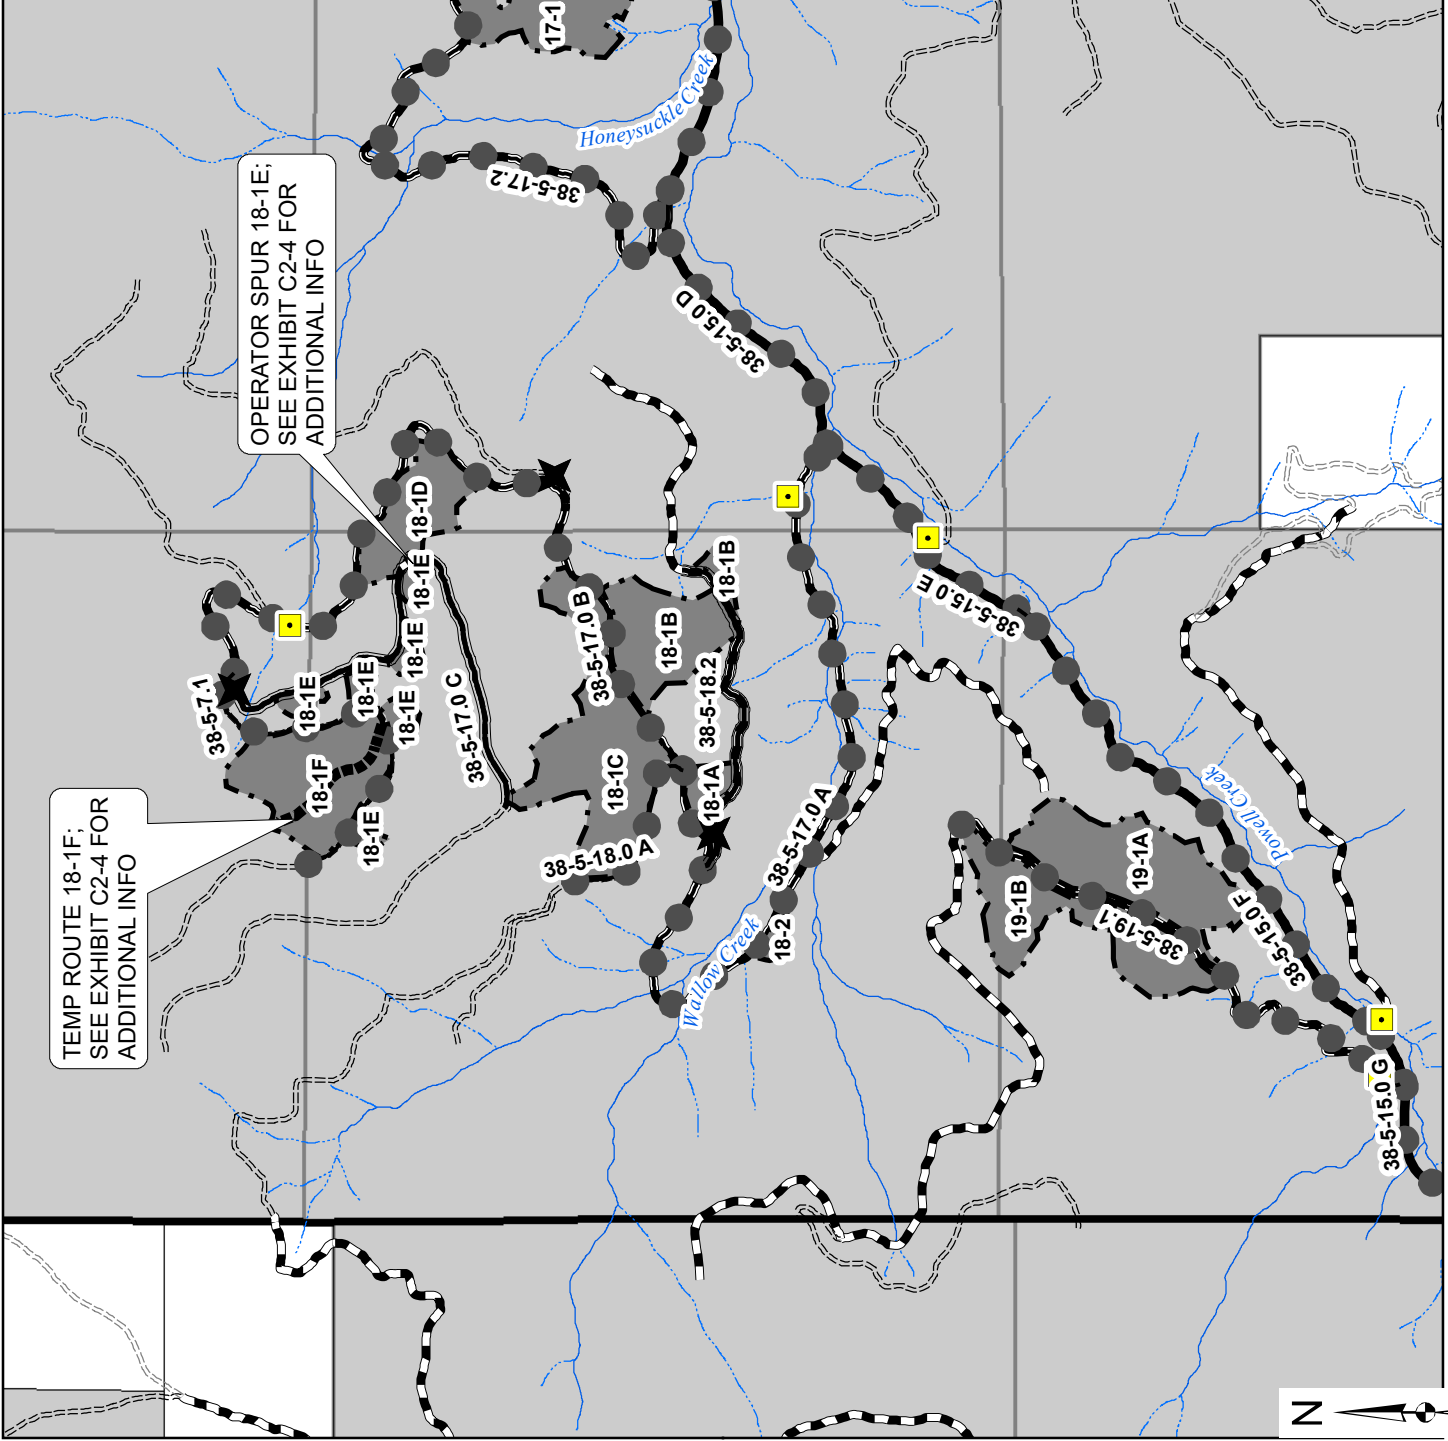 TEMP ROUTE 18-1F;
SEE EXHIBIT C2-4 FOR
ADDITIONAL INFO
OPERATOR SPUR 18-1E;
SEE EXHIBIT C2-4 FOR
ADDITIONAL INFO
38-5-7.1
18-1F
18-1E
18-1E
18-1E
18-1E
18-1E
18-1E
18-1D
38-5-17.0 C
17-1
38-5-17.2
Honeysuckle Creek
38-5-15.0 D
38-5-17.0 B
18-1B
18-1B
18-1C
38-5-18.0 A
18-1A
38-5-18.2
38-5-17.0 A
18-2
Wallow Creek
38-5-15.0 E
19-1B
19-1A
38-5-19.1
Powell Creek
38-5-15.0 F
38-5-15.0 G
N